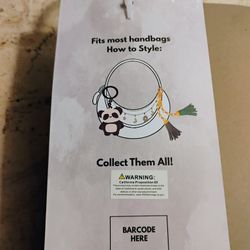 Fits most handbags
How to Style:
Collect Them All!
WARNING:
California Proposition 65
BARCODE
HERE